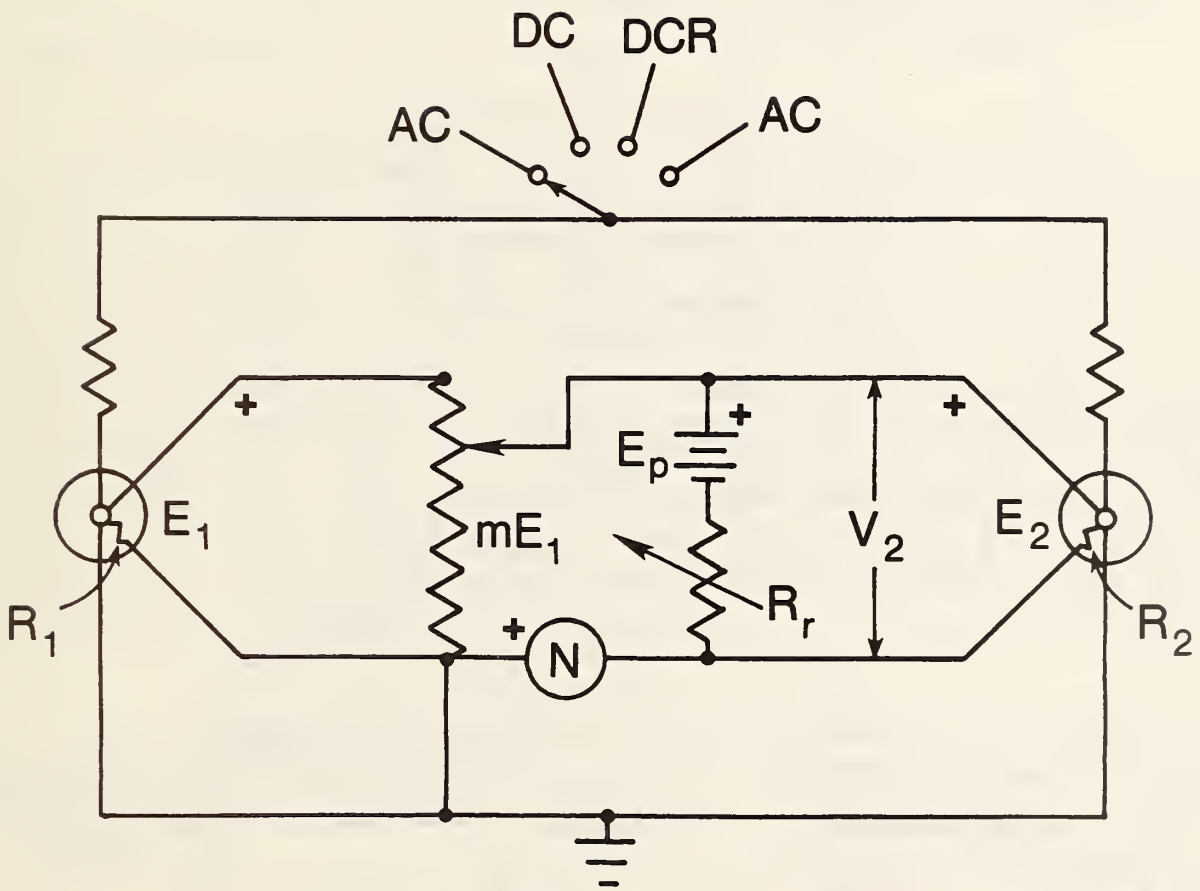 DC DCR
AC AC
+ + +
E₁ mE₁ Eₚ V₂ E₂
R₁ + N Rᵣ R₂